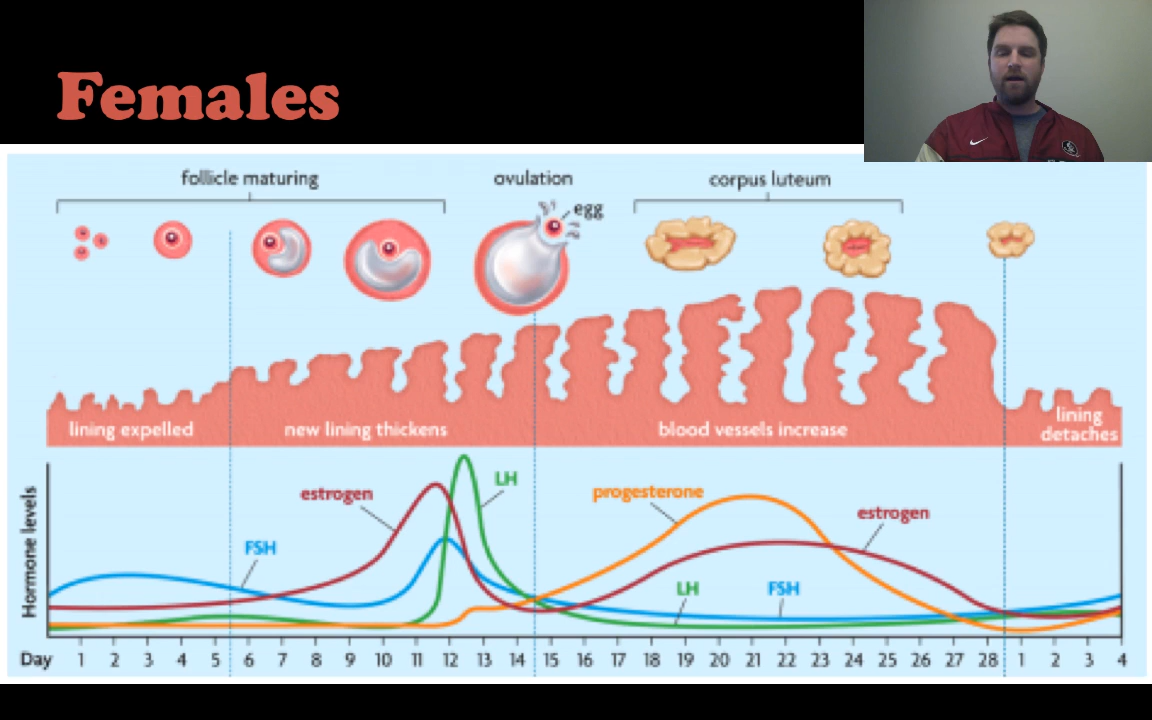 Females
follicle maturing
ovulation
corpus luteum
egg
lining expelled
new lining thickens
blood vessels increase
lining
detaches
Hormone levels
FSH
estrogen
LH
progesterone
estrogen
LH
FSH
Day 1 2 3 4 5 6 7 8 9 10 11 12 13 14 15 16 17 18 19 20 21 22 23 24 25 26 27 28 1 2 3 4